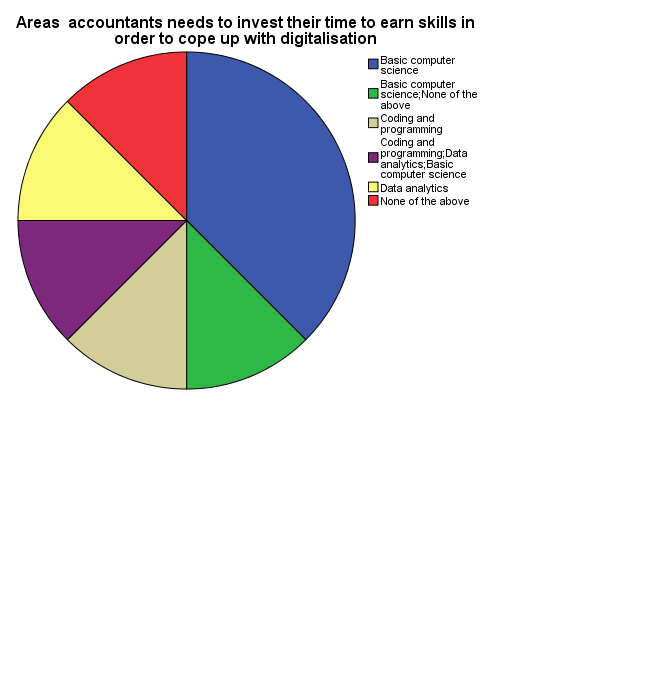 Areas  accountants needs to invest their time to earn skills in
order to cope up with digitalisation
Basic computer
science
Basic computer
science;None of the
above
Coding and
programming
Coding and
programming;Data
analytics;Basic
computer science
Data analytics
None of the above